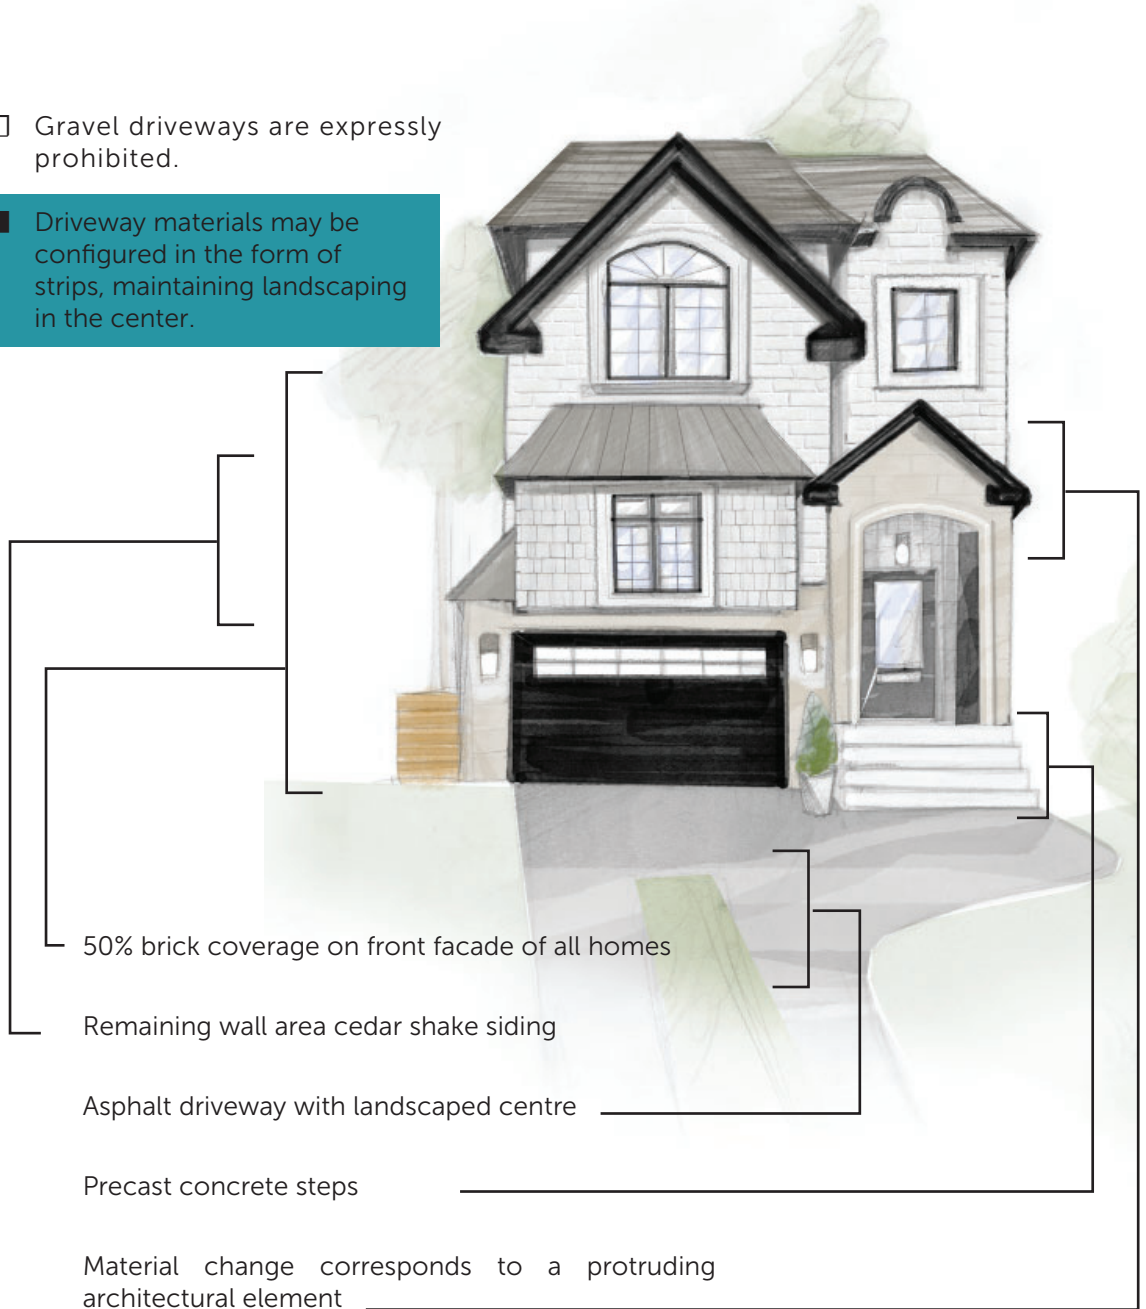 Gravel driveways are expressly
prohibited.
Driveway materials may be
configured in the form of
strips, maintaining landscaping
in the center.
50% brick coverage on front facade of all homes
Remaining wall area cedar shake siding
Asphalt driveway with landscaped centre
Precast concrete steps
Material change corresponds to a protruding
architectural element